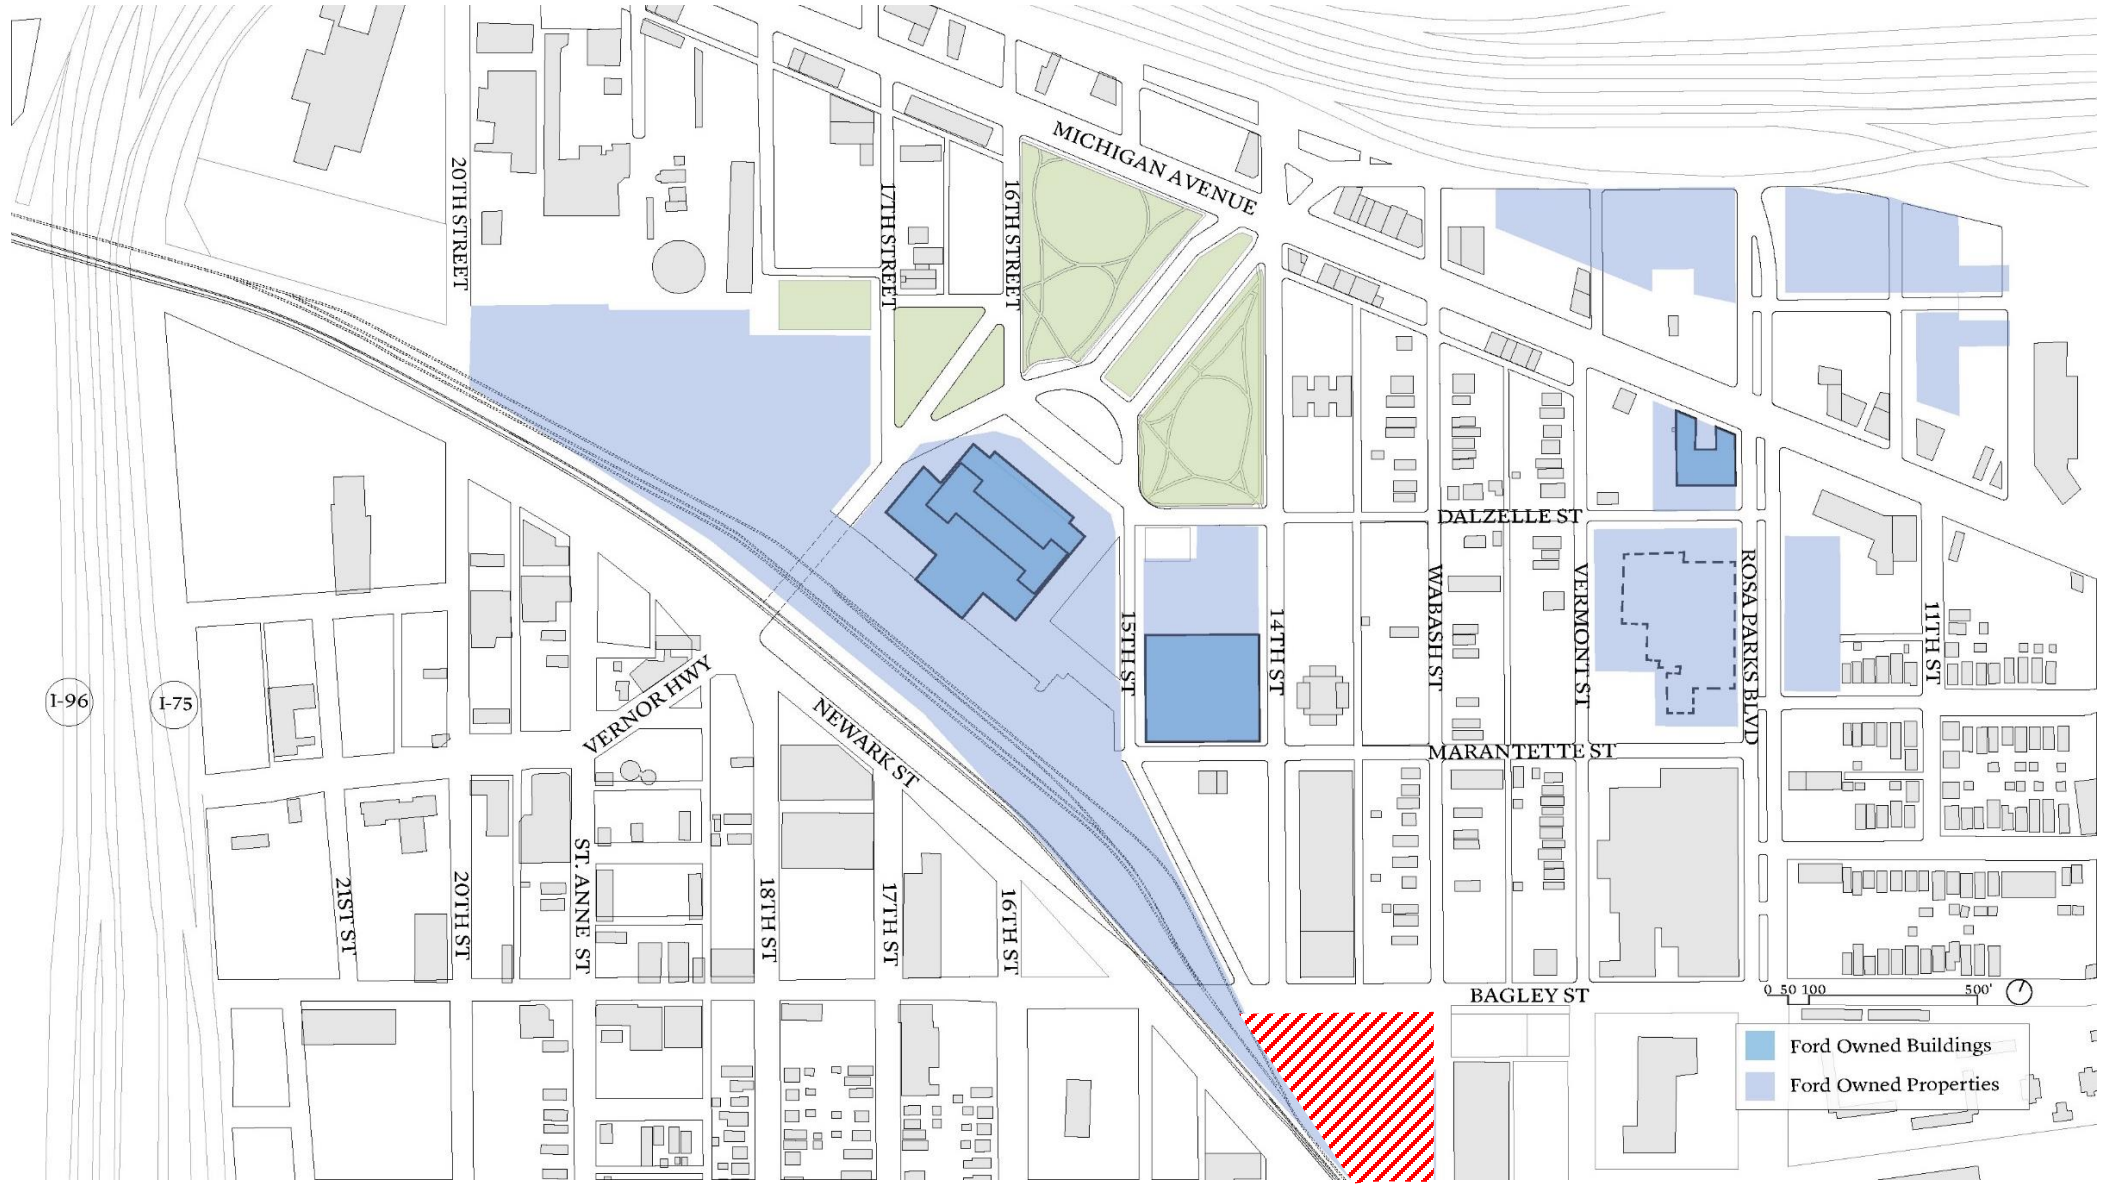 MICHIGAN AVENUE
20TH STREET
17TH STREET
16TH STREET
DALZELLE ST
ROSA PARKS BLVD
WABASH ST
VERMONT ST
11TH ST
15TH ST
14TH ST
I-96
I-75
VERNOR HWY
NEWARK ST
MARANTETTE ST
21ST ST
20TH ST
ST. ANNE ST
18TH ST
17TH ST
16TH ST
BAGLEY ST
0 50 100 500'
Ford Owned Buildings
Ford Owned Properties